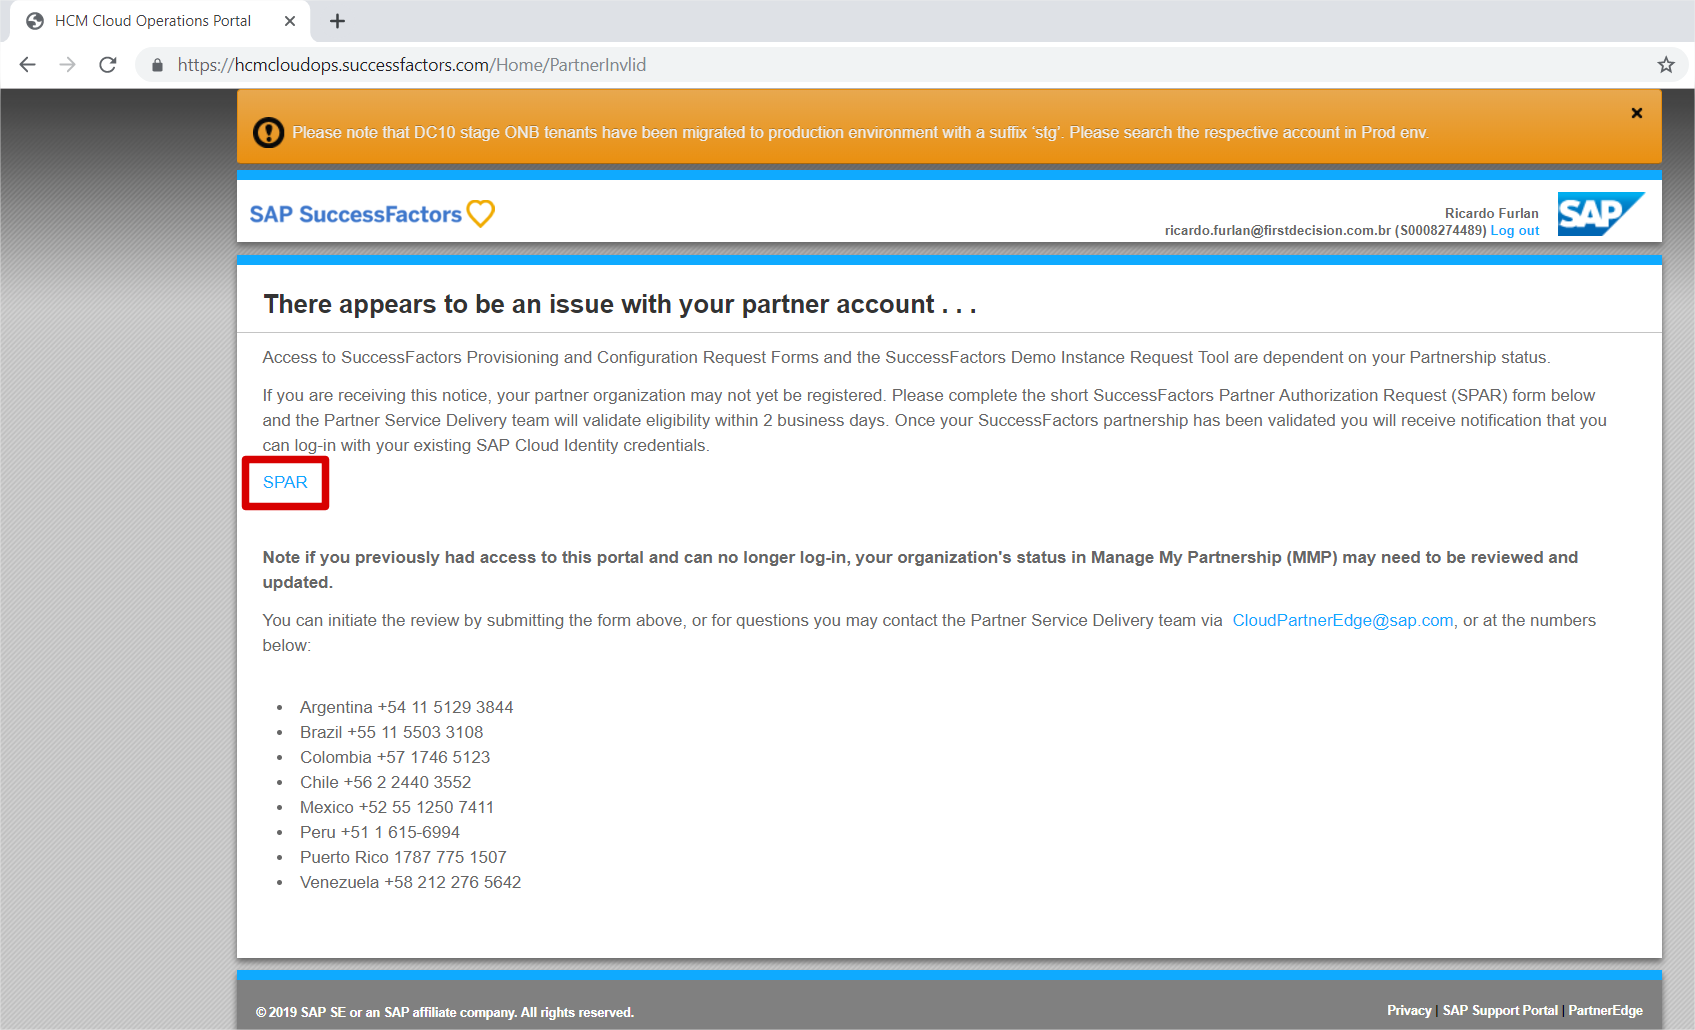 HCM Cloud Operations Portal
https://hcmcloudops.successfactors.com/Home/PartnerInvlid
Please note that DC10 stage ONB tenants have been migrated to production environment with a suffix 'stg'. Please search the respective account in Prod env.
SAP SuccessFactors
Ricardo Furlan
ricardo.furlan@firstdecision.com.br (S0008274489) Log out
SAP
There appears to be an issue with your partner account . . .
Access to SuccessFactors Provisioning and Configuration Request Forms and the SuccessFactors Demo Instance Request Tool are dependent on your Partnership status.
If you are receiving this notice, your partner organization may not yet be registered. Please complete the short SuccessFactors Partner Authorization Request (SPAR) form below
and the Partner Service Delivery team will validate eligibility within 2 business days. Once your SuccessFactors partnership has been validated you will receive notification that you
can log-in with your existing SAP Cloud Identity credentials.
SPAR
Note if you previously had access to this portal and can no longer log-in, your organization's status in Manage My Partnership (MMP) may need to be reviewed and
updated.
You can initiate the review by submitting the form above, or for questions you may contact the Partner Service Delivery team via CloudPartnerEdge@sap.com, or at the numbers
below:
• Argentina +54 11 5129 3844
• Brazil +55 11 5503 3108
• Colombia +57 1746 5123
• Chile +56 2 2440 3552
• Mexico +52 55 1250 7411
• Peru +51 1 615-6994
• Puerto Rico 1787 775 1507
• Venezuela +58 212 276 5642
© 2019 SAP SE or an SAP affiliate company. All rights reserved.
Privacy | SAP Support Portal | PartnerEdge